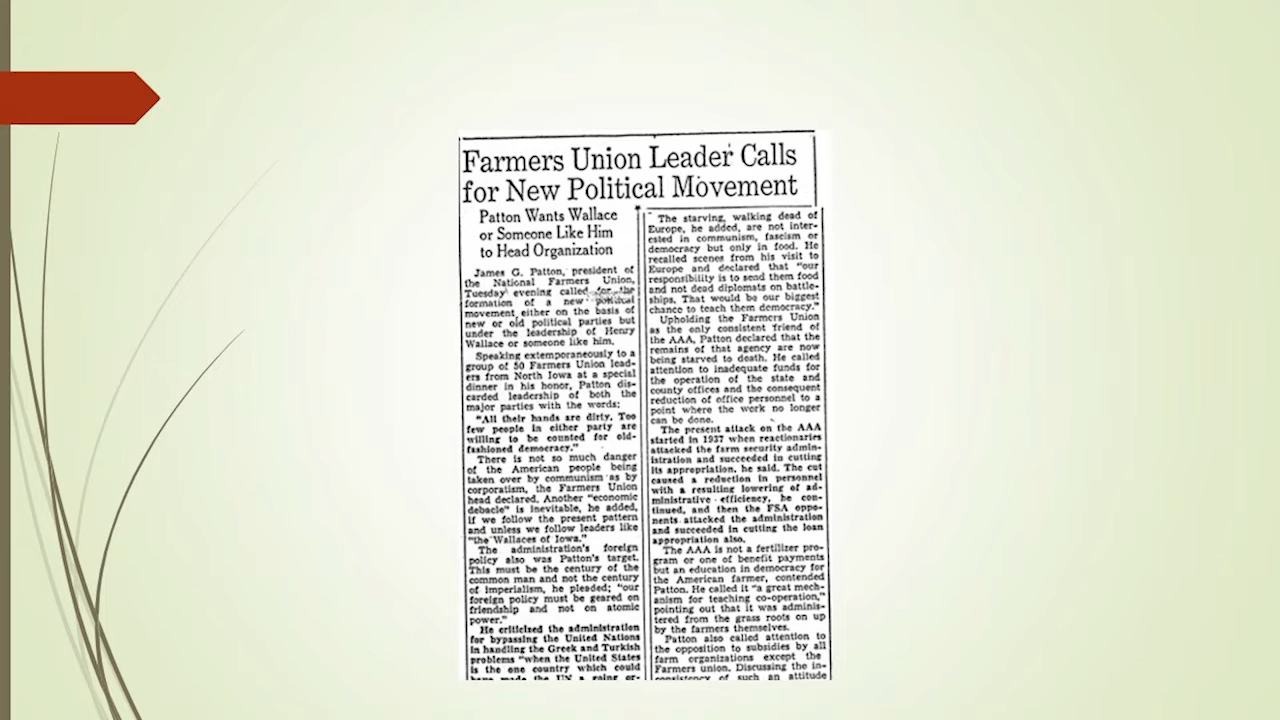 Farmers Union Leader Calls
for New Political Movement
Patton Wants Wallace
or Someone Like Him
to Head Organization
James G. Patton, president of
the National Farmers Union,
Tuesday evening called for the
formation of a new political
movement either on the basis of
new or old political parties but
under the leadership of Henry
Wallace or someone like him.
Speaking extemporaneously to a
group of 50 Farmers Union lead-
ers from North Iowa at a special
dinner in his honor, Patton dis-
carded leadership of both the
major parties with the words:
"All their hands are dirty. Too
few people in either party are
willing to be counted for old-
fashioned democracy."
There is not so much danger
of the American people being
taken over by communism as by
corporatism, the Farmers Union
head declared. Another "economic
debacle" is inevitable, he added,
if we follow the present pattern
and unless we follow leaders like
"the Wallaces of Iowa."
The administration's foreign
policy also was Patton's target.
This must be the century of the
common man and not the century
of imperialism, he pleaded; "our
foreign policy must be geared on
friendship and not on atomic
power."
He criticized the administration
for bypassing the United Nations
in handling the Greek and Turkish
problems "when the United States
is the one country which could
have made the UN a going or-
The starving, walking dead of
Europe, he added, are not inter-
ested in communism, fascism or
democracy but only in food. He
recalled scenes from his visit to
Europe and declared that "our
responsibility is to send them food
and not dead diplomats on battle-
ships. That would be our biggest
chance to teach them democracy."
Upholding the Farmers Union
as the only consistent friend of
the AAA, Patton declared that the
remains of that agency are now
being starved to death. He called
attention to inadequate funds for
the operation of the state and
county offices and the consequent
reduction of office personnel to a
point where the work no longer
can be done.
The present attack on the AAA
started in 1937 when reactionaries
attacked the farm security admin-
istration and succeeded in cutting
its appropriation, he said. The cut
caused a reduction in personnel
with a resulting lowering of ad-
ministrative efficiency, he con-
tinued, and then the FSA oppo-
nents attacked the administration
and succeeded in cutting the loan
appropriation also.
The AAA is not a fertilizer pro-
gram or one of benefit payments
but an education in democracy for
the American farmer, contended
Patton. He called it "a great mech-
anism for teaching co-operation,"
pointing out that it was adminis-
tered from the grass roots on up
by the farmers themselves.
Patton also called attention to
the opposition to subsidies by all
farm organizations except the
Farmers union. Discussing the in-
consistency of such an attitude